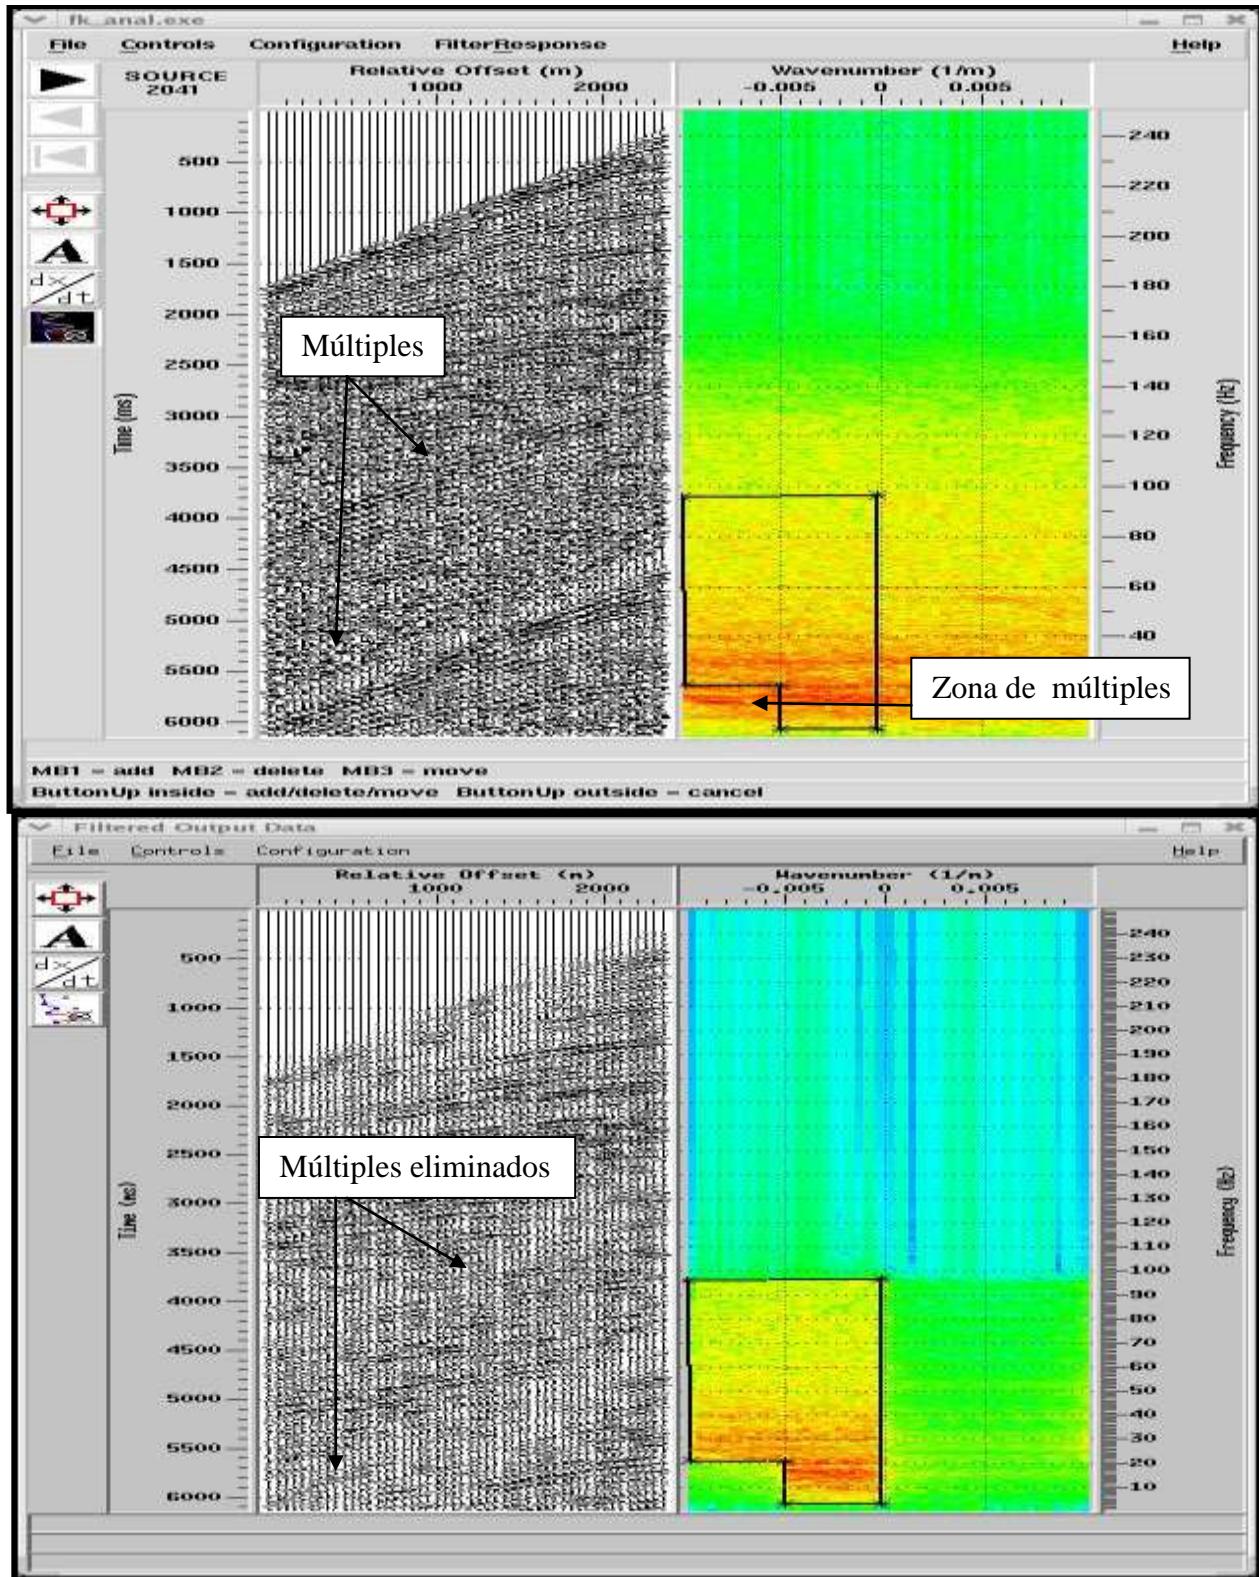 fk_anal.exe
File Controls Configuration FilterResponse Help
SOURCE
2041
Relative Offset (m)
1000 2000
Wavenumber (1/m)
-0.005 0 0.005
dx/dt
Time (ms)
500
1000
1500
2000
2500
3000
3500
4000
4500
5000
5500
6000
Múltiples
Zona de múltiples
240
220
200
180
160
140
120
100
80
60
40
Frequency (Hz)
MB1 - add MB2 - delete MB3 - move
ButtonUp inside - add/delete/move ButtonUp outside - cancel
Filtered Output Data
File Controls Configuration Help
Relative Offset (m)
1000 2000
Wavenumber (1/m)
-0.005 0 0.005
A
dx/dt
Time (ms)
500
1000
1500
2000
2500
3000
3500
4000
4500
5000
5500
6000
Múltiples eliminados
240
230
220
210
200
190
180
170
160
150
140
130
120
110
100
90
80
70
60
50
40
30
20
10
Frequency (Hz)